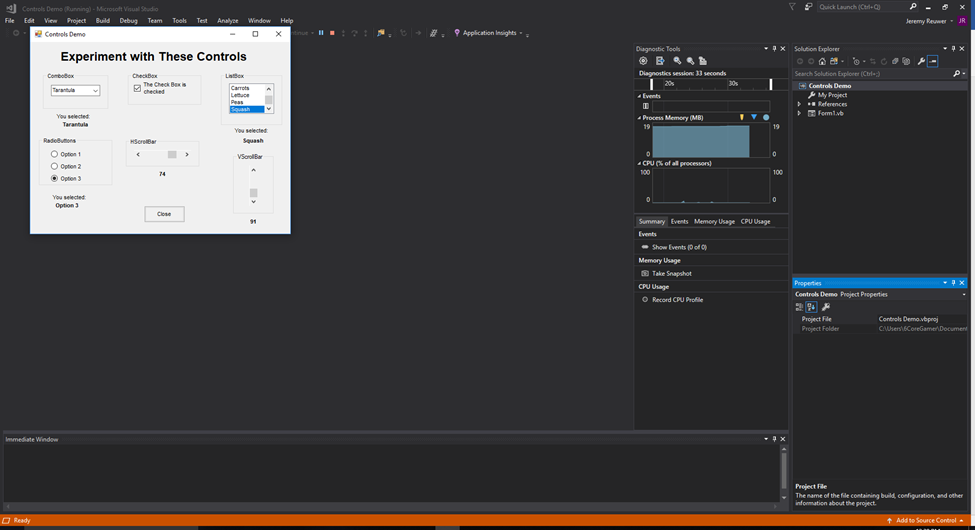 Controls Demo (Running) - Microsoft Visual Studio
Quick Launch (Ctrl+Q)
File Edit View Project Build Debug Team Tools Test Analyze Window Help
Jeremy Reuwer JR
Controls Demo
Continue
Application Insights
Experiment with These Controls
ComboBox
Tarantula
You selected:
Tarantula
CheckBox
The Check Box is
checked
ListBox
Carrots
Lettuce
Peas
Squash
You selected:
Squash
RadioButtons
Option 1
Option 2
Option 3
You selected:
Option 3
HScrollBar
74
VScrollBar
91
Close
Diagnostic Tools
Diagnostics session: 33 seconds
20s 30s
Events
Process Memory (MB)
19 19
0 0
CPU (% of all processors)
100 100
0 0
Summary Events Memory Usage CPU Usage
Events
Show Events (0 of 0)
Memory Usage
Take Snapshot
CPU Usage
Record CPU Profile
Solution Explorer
Search Solution Explorer (Ctrl+;)
Controls Demo
My Project
References
Form1.vb
Properties
Controls Demo Project Properties
Project File Controls Demo.vbproj
Project Folder C:\Users\6CoreGamer\Document
Project File
The name of the file containing build, configuration, and other
information about the project.
Immediate Window
Ready
Add to Source Control